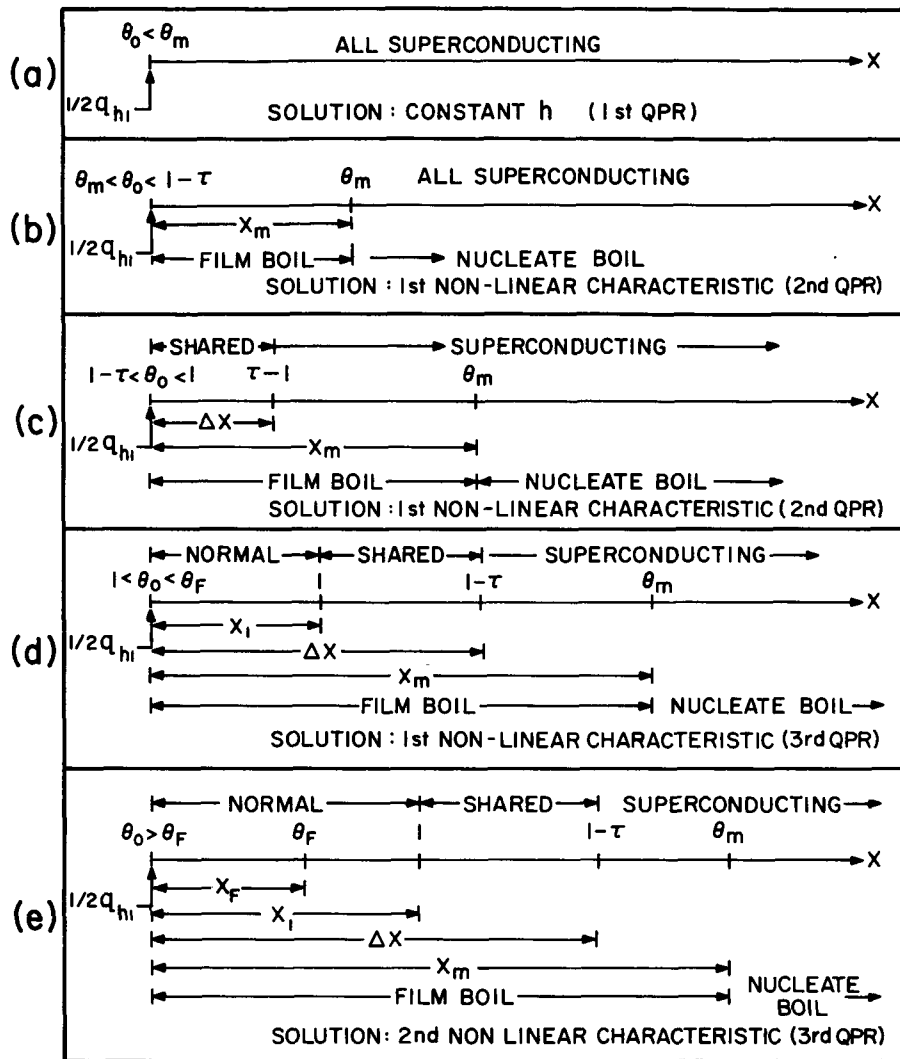 (a)
θ₀<θm
ALL SUPERCONDUCTING
X
1/2 q hı
SOLUTION: CONSTANT h (1st QPR)
(b)
θm<θ₀<1-τ
θm
ALL SUPERCONDUCTING
X
Xm
1/2 q hı
FILM BOIL
NUCLEATE BOIL
SOLUTION: 1st NON-LINEAR CHARACTERISTIC (2nd QPR)
(c)
SHARED
SUPERCONDUCTING
1-τ<θ₀<1
τ-1
θm
X
ΔX
1/2 q hı
Xm
FILM BOIL
NUCLEATE BOIL
SOLUTION: 1st NON-LINEAR CHARACTERISTIC (2nd QPR)
(d)
NORMAL
SHARED
SUPERCONDUCTING
1<θ₀<θF
1
1-τ
θm
X
X₁
1/2 q hı
ΔX
Xm
FILM BOIL
NUCLEATE BOIL
SOLUTION: 1st NON-LINEAR CHARACTERISTIC (3rd QPR)
(e)
NORMAL
SHARED
SUPERCONDUCTING
θ₀>θF
θF
1
1-τ
θm
X
XF
1/2 q hı
X₁
ΔX
Xm
FILM BOIL
NUCLEATE
BOIL
SOLUTION: 2nd NON LINEAR CHARACTERISTIC (3rd QPR)